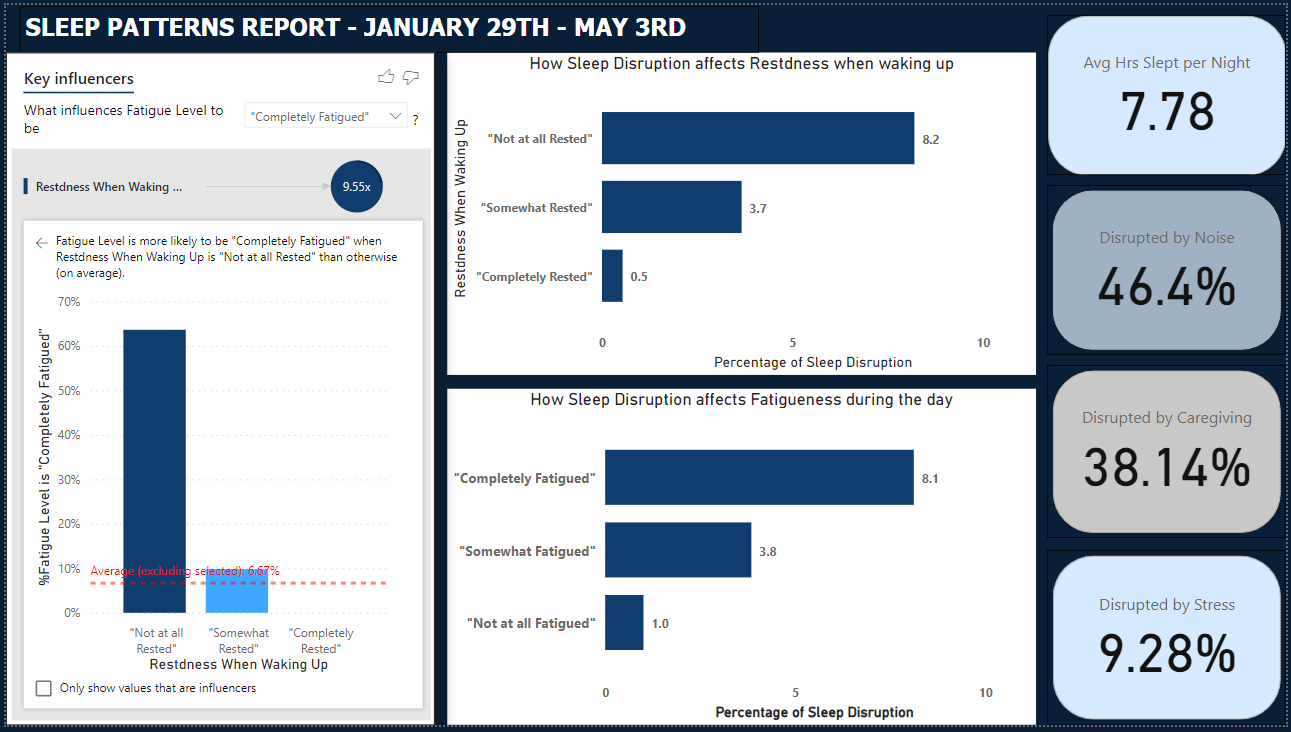 SLEEP PATTERNS REPORT - JANUARY 29TH - MAY 3RD
Key influencers
What influences Fatigue Level to
be
"Completely Fatigued"
?
Restdness When Waking ...
9.55x
Fatigue Level is more likely to be "Completely Fatigued" when
Restdness When Waking Up is "Not at all Rested" than otherwise
(on average).
%Fatigue Level is "Completely Fatigued"
70%
60%
50%
40%
30%
20%
10%
0%
Average (excluding selected): 6.67%
"Not at all
Rested"
"Somewhat
Rested"
"Completely
Rested"
Restdness When Waking Up
Only show values that are influencers
How Sleep Disruption affects Restdness when waking up
Restdness When Waking Up
"Not at all Rested"
8.2
"Somewhat Rested"
3.7
"Completely Rested"
0.5
0
5
10
Percentage of Sleep Disruption
How Sleep Disruption affects Fatigueness during the day
"Completely Fatigued"
8.1
"Somewhat Fatigued"
3.8
"Not at all Fatigued"
1.0
0
5
10
Percentage of Sleep Disruption
Avg Hrs Slept per Night
7.78
Disrupted by Noise
46.4%
Disrupted by Caregiving
38.14%
Disrupted by Stress
9.28%